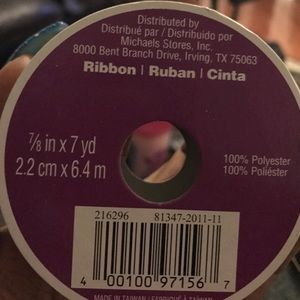 Distributed by
Distribué par / Distribuido por
Michaels Stores, Inc.
8000 Bent Branch Drive, Irving, TX 75063
Ribbon | Ruban | Cinta
7/8 in x 7 yd
2.2 cm x 6.4 m
100% Polyester
100% Poliéster
216296 81347-2011-11
4 00100 97156 7
MADE IN TAIWAN / FABRIQUÉ À TAIWAN /